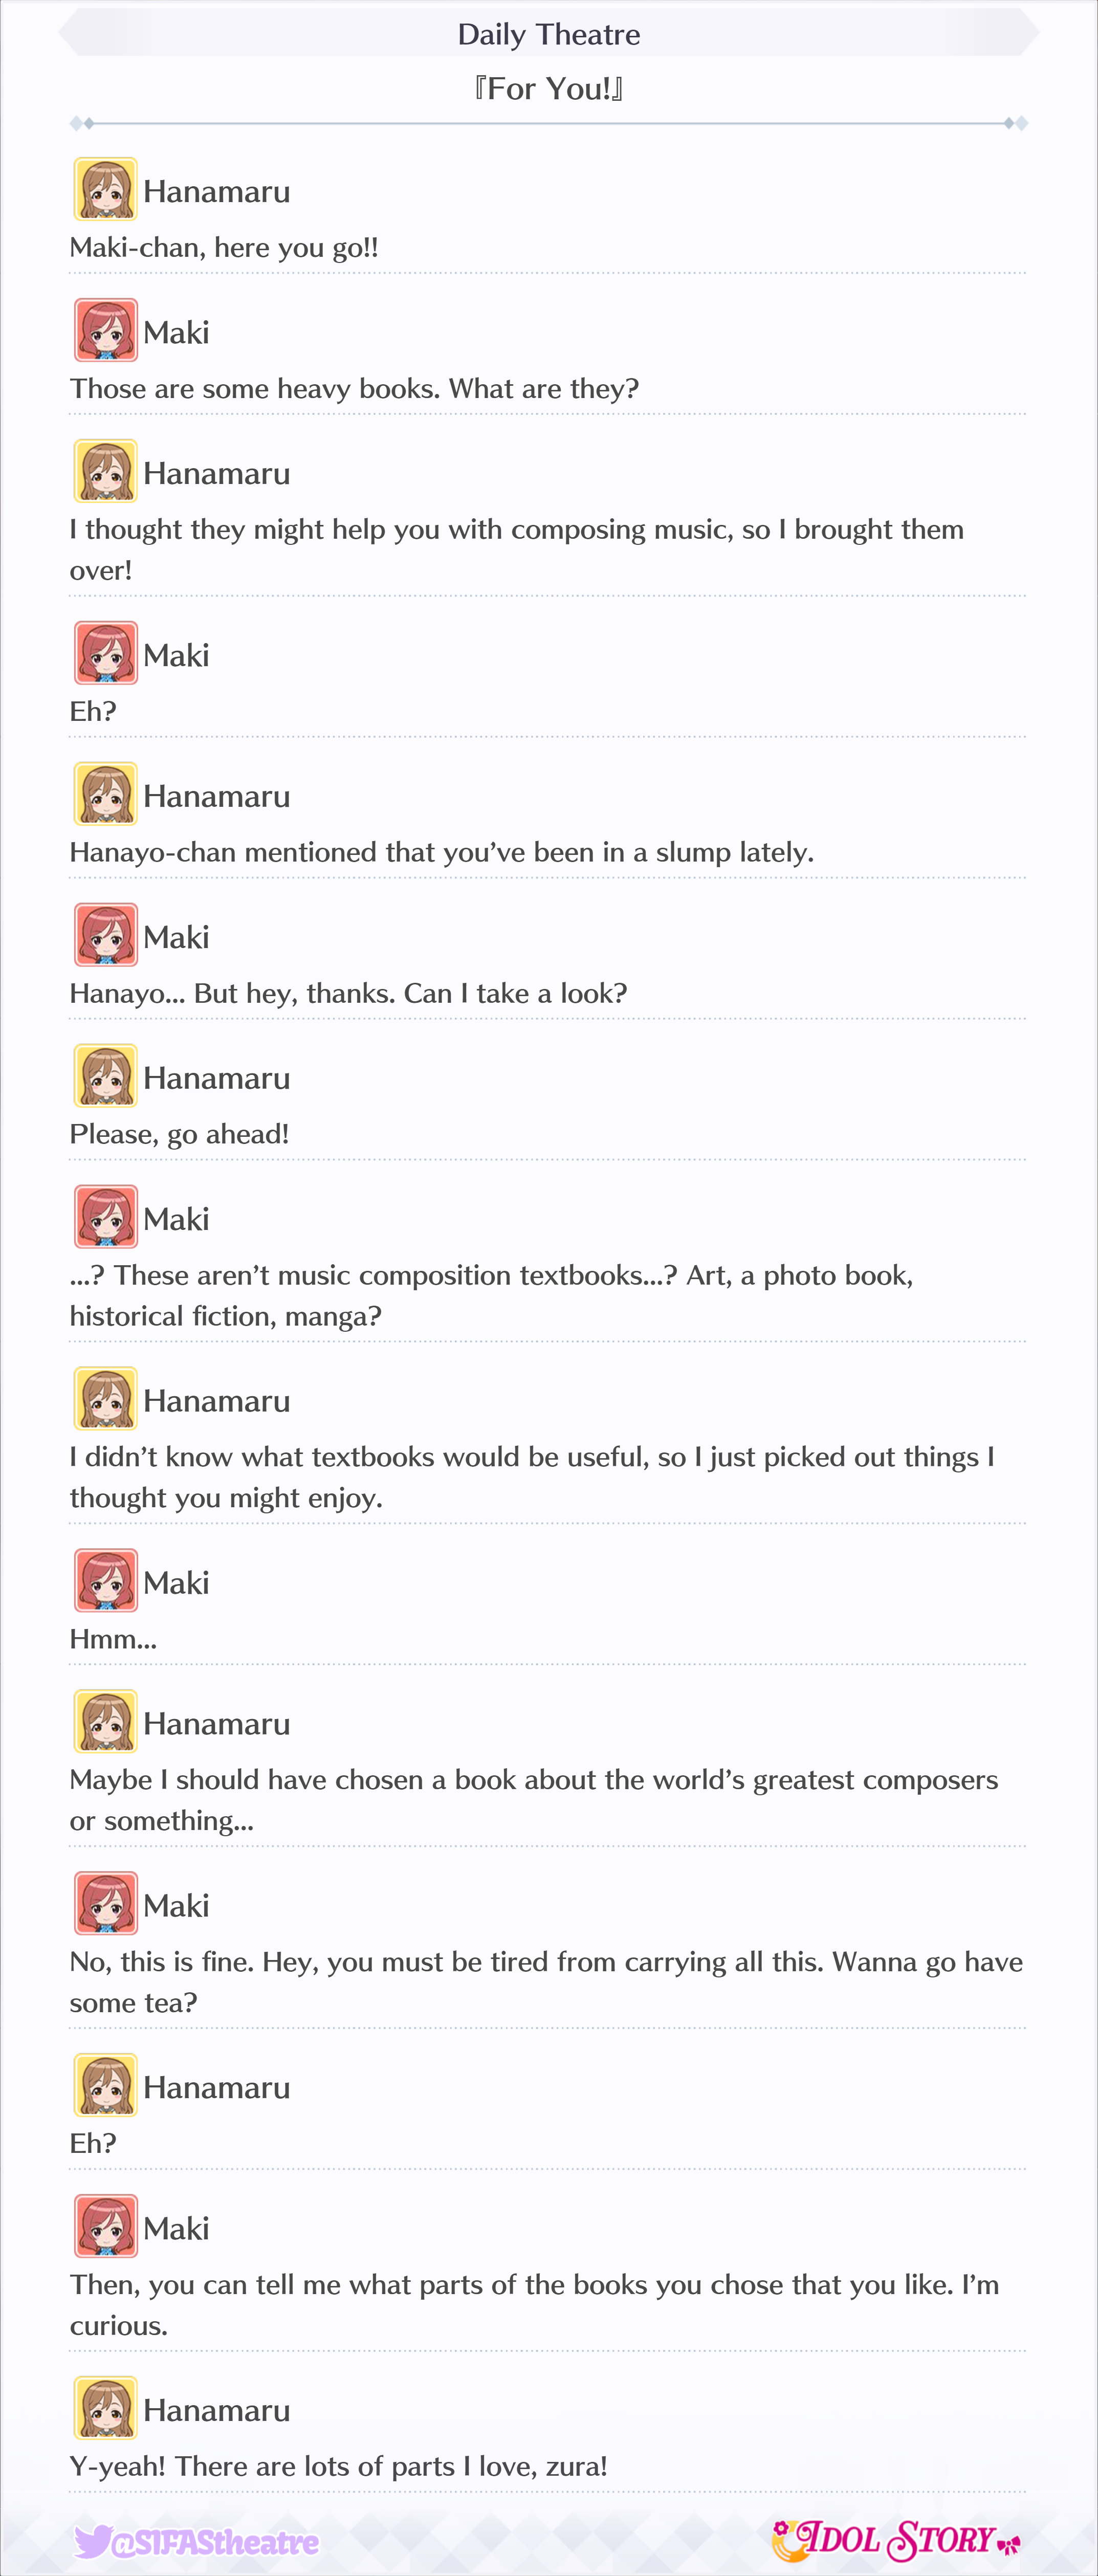 Daily Theatre
『For You!』
Hanamaru
Maki-chan, here you go!!
Maki
Those are some heavy books. What are they?
Hanamaru
I thought they might help you with composing music, so I brought them
over!
Maki
Eh?
Hanamaru
Hanayo-chan mentioned that you’ve been in a slump lately.
Maki
Hanayo... But hey, thanks. Can I take a look?
Hanamaru
Please, go ahead!
Maki
...? These aren’t music composition textbooks...? Art, a photo book,
historical fiction, manga?
Hanamaru
I didn’t know what textbooks would be useful, so I just picked out things I
thought you might enjoy.
Maki
Hmm...
Hanamaru
Maybe I should have chosen a book about the world’s greatest composers
or something...
Maki
No, this is fine. Hey, you must be tired from carrying all this. Wanna go have
some tea?
Hanamaru
Eh?
Maki
Then, you can tell me what parts of the books you chose that you like. I’m
curious.
Hanamaru
Y-yeah! There are lots of parts I love, zura!
@SIFAStheatre
IDOL STORY